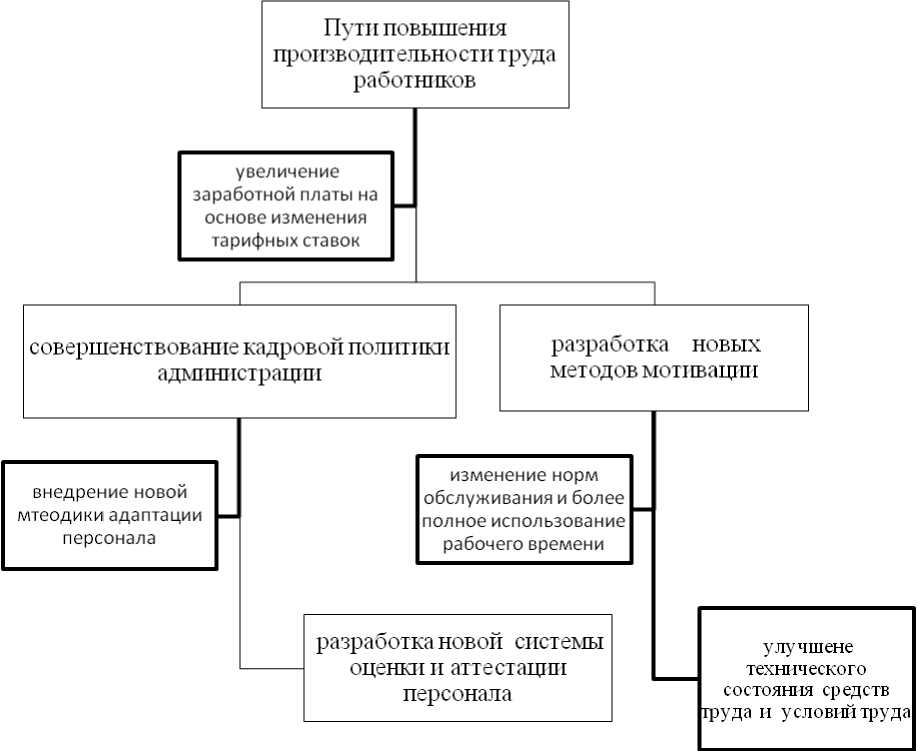 Пути повышения
производительности труда
работников
увеличение
заработной платы на
основе изменения
тарифных ставок
совершенствование кадровой политики
администрации
разработка новых
методов мотивации
внедрение новой
мтеодики адаптации
персонала
изменение норм
обслуживания и более
полное использование
рабочего времени
разработка новой системы
оценки и аттестации
персонала
улучшене
технического
состояния средств
труда и условий труда